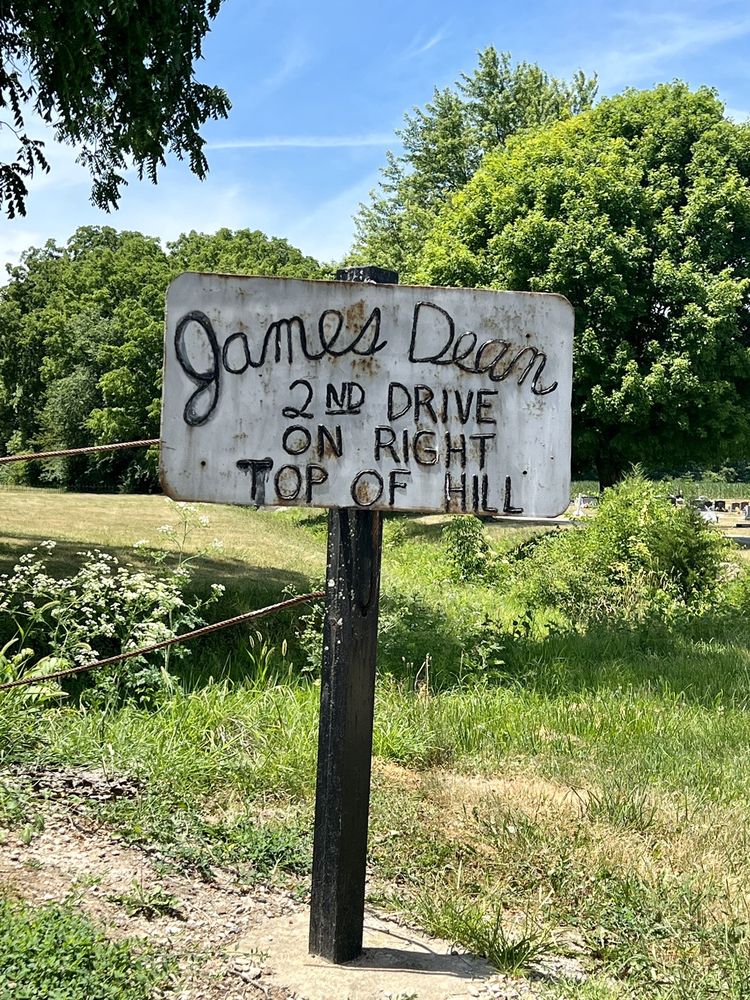 James Dean
2ND DRIVE
ON RIGHT
TOP OF HILL